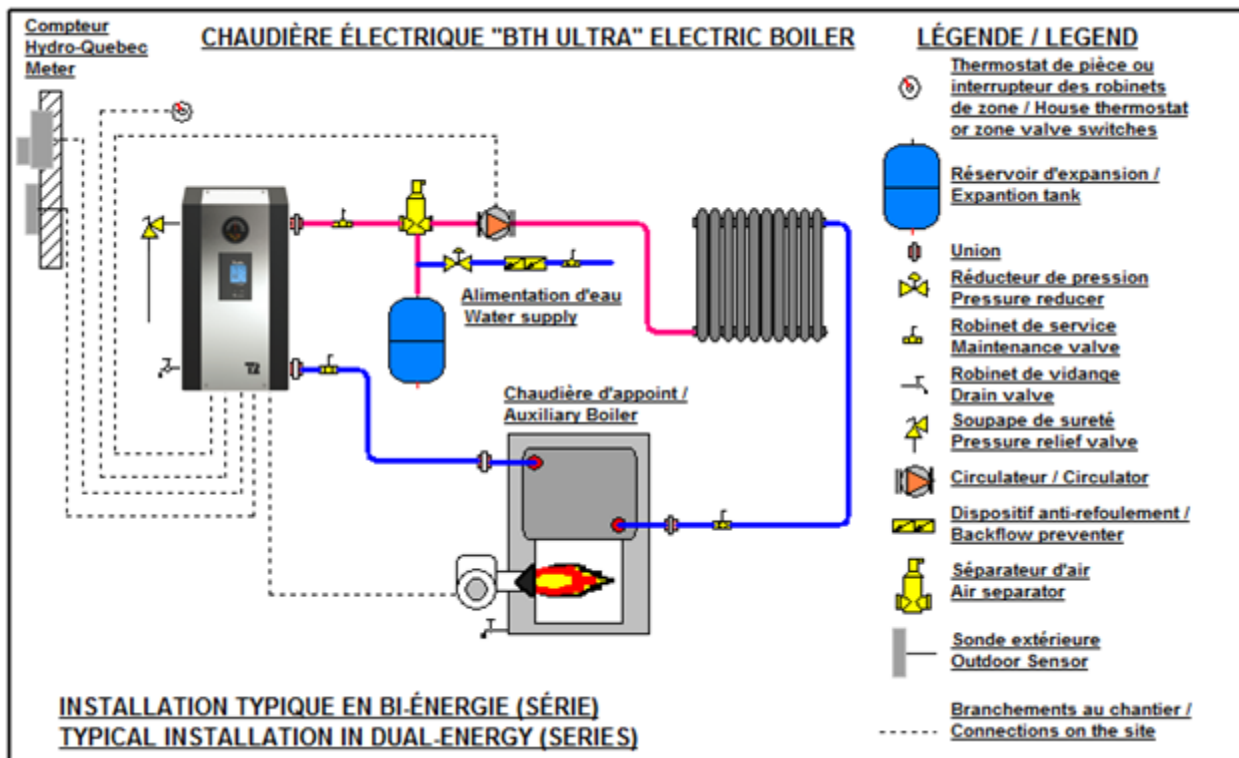 Compteur
Hydro-Quebec
Meter
CHAUDIÈRE ÉLECTRIQUE "BTH ULTRA" ELECTRIC BOILER
LÉGENDE / LEGEND
Thermostat de pièce ou
interrupteur des robinets
de zone / House thermostat
or zone valve switches
Réservoir d'expansion /
Expantion tank
Union
Réducteur de pression
Pressure reducer
Robinet de service
Maintenance valve
Robinet de vidange
Drain valve
Soupape de sureté
Pressure relief valve
Circulateur / Circulator
Dispositif anti-refoulement /
Backflow preventer
Séparateur d'air
Air separator
Sonde extérieure
Outdoor Sensor
Branchements au chantier /
Connections on the site
Alimentation d'eau
Water supply
Chaudière d'appoint /
Auxiliary Boiler
INSTALLATION TYPIQUE EN BI-ÉNERGIE (SÉRIE)
TYPICAL INSTALLATION IN DUAL-ENERGY (SERIES)